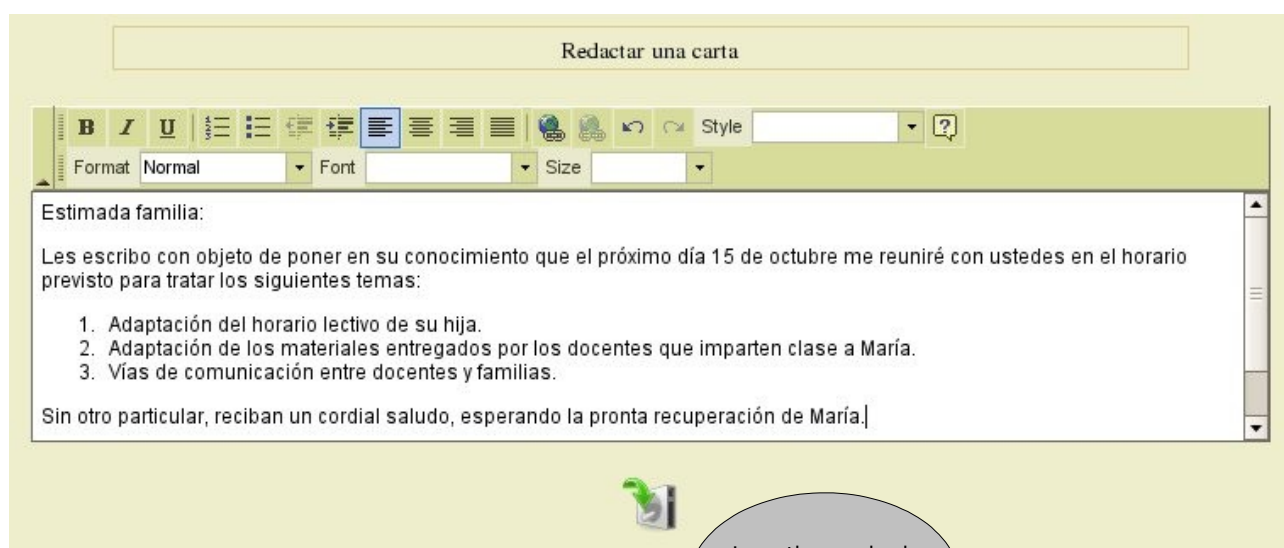 Redactar una carta
B I U Style
Format Normal Font Size
Estimada familia:
Les escribo con objeto de poner en su conocimiento que el próximo día 15 de octubre me reuniré con ustedes en el horario
previsto para tratar los siguientes temas:
1. Adaptación del horario lectivo de su hija.
2. Adaptación de los materiales entregados por los docentes que imparten clase a María.
3. Vías de comunicación entre docentes y familias.
Sin otro particular, reciban un cordial saludo, esperando la pronta recuperación de María.